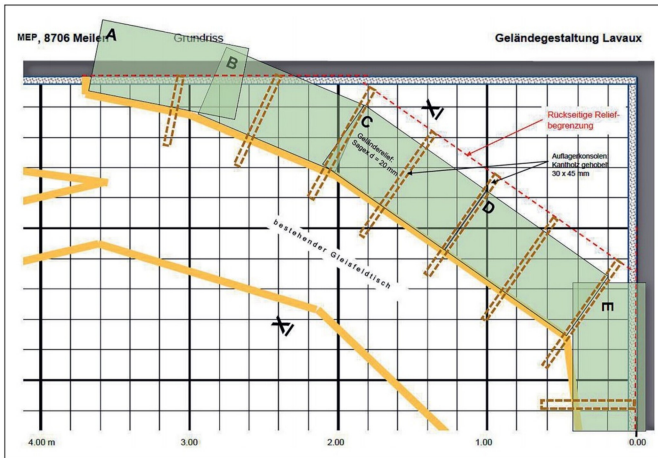 MEP, 8706 Meilen
Grundriss
Geländegestaltung Lavaux
A
B
C
D
E
XI
Rückseitige Relief-
begrenzung
Geländerelief:
Sagex d = 20 mm
Auflagerkonsolen:
Kantholz gehobelt
30 x 45 mm
bestehender Gleisfeldtisch
XI
4.00 m
3.00
2.00
1.00
0.00